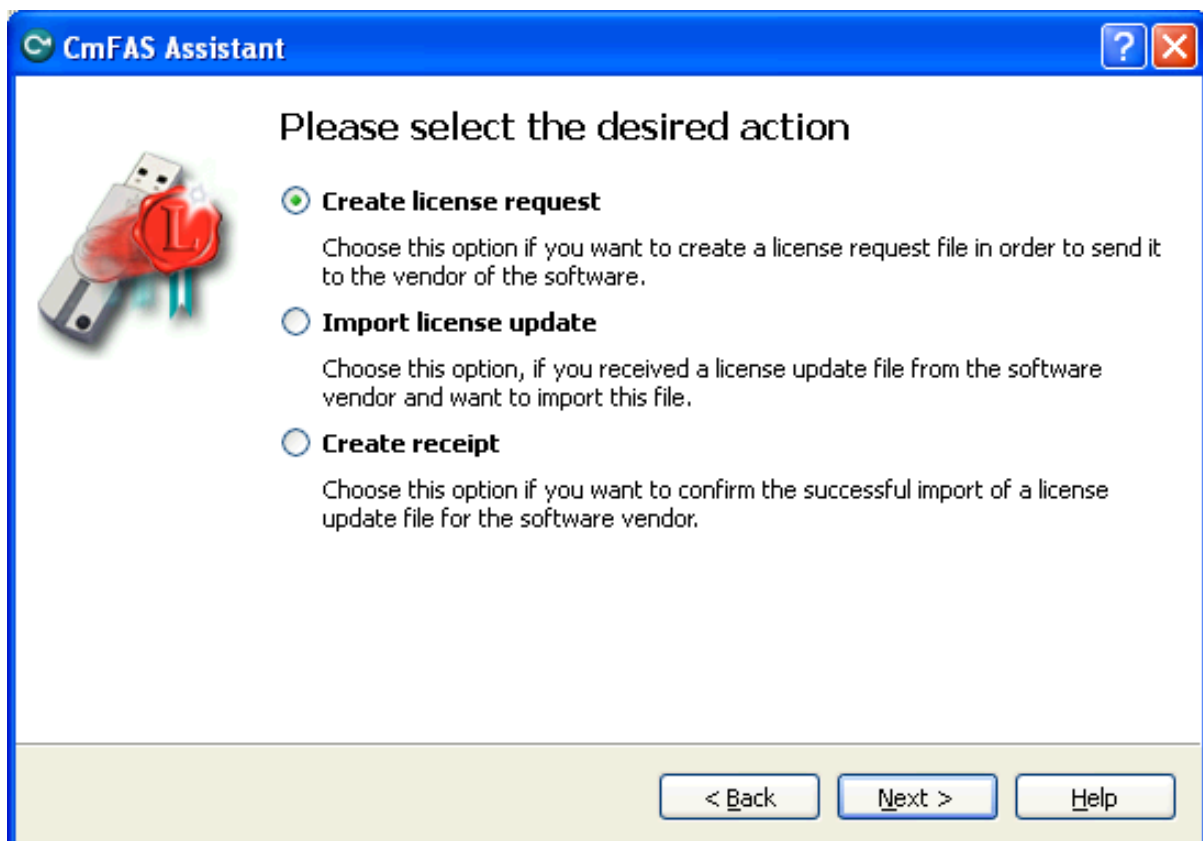 CmFAS Assistant
Please select the desired action
Create license request
Choose this option if you want to create a license request file in order to send it
to the vendor of the software.
Import license update
Choose this option, if you received a license update file from the software
vendor and want to import this file.
Create receipt
Choose this option if you want to confirm the successful import of a license
update file for the software vendor.
< Back Next > Help
L